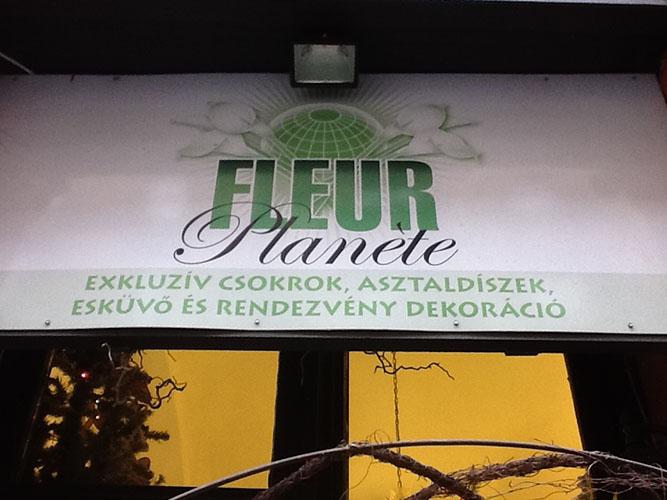 FLEUR
Planète
EXKLUZÍV CSOKROK, ASZTALDÍSZEK,
ESKÜVŐ ÉS RENDEZVÉNY DEKORÁCIÓ